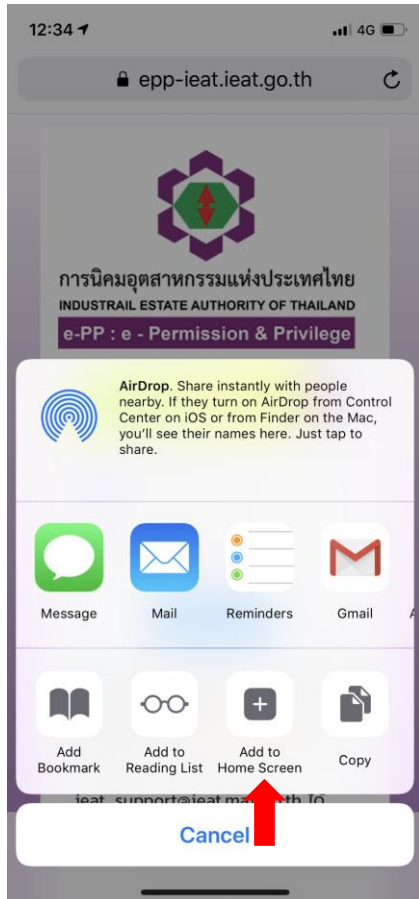 12:34
4G
epp-ieat.ieat.go.th
การนิคมอุตสาหกรรมแห่งประเทศไทย
INDUSTRAIL ESTATE AUTHORITY OF THAILAND
e-PP : e - Permission & Privilege
AirDrop. Share instantly with people
nearby. If they turn on AirDrop from Control
Center on iOS or from Finder on the Mac,
you'll see their names here. Just tap to
share.
Message Mail Reminders Gmail
Add Bookmark
Add to Reading List
Add to Home Screen
Copy
Cancel